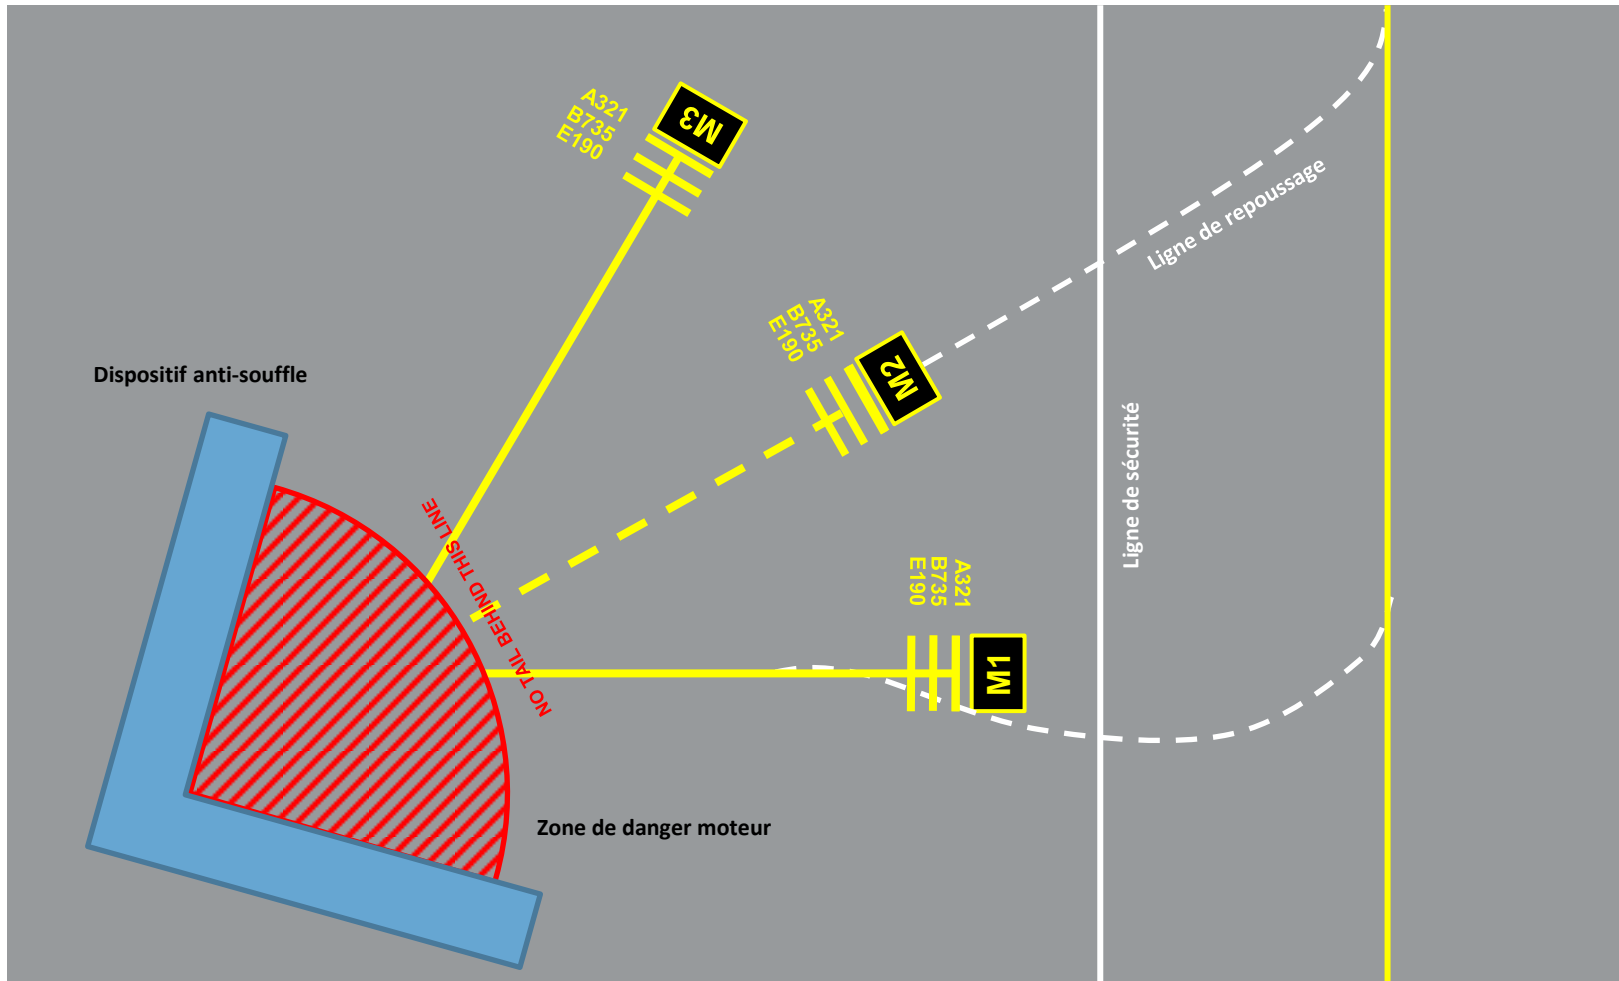 A321
B735
E190
M3
Ligne de repoussage
A321
B735
E190
M2
Dispositif anti-souffle
Ligne de sécurité
NO TAIL BEHIND THIS LINE
A321
B735
E190
M1
Zone de danger moteur